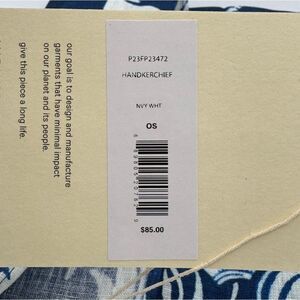 our goal is to design and manufacture
garments that have minimal impact
on our planet and its people.
give this piece a long life.
P23FP23472
HANDKERCHIEF
NVY WHT
OS
$85.00